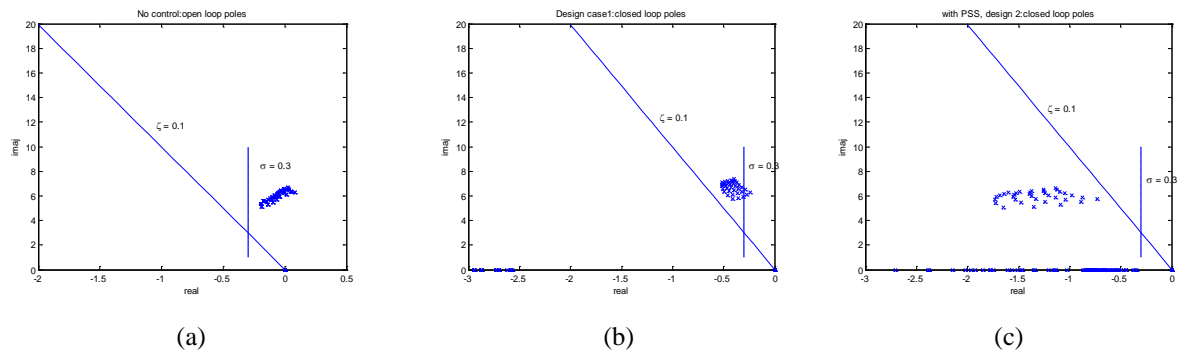 No control:open loop poles
20
18
16
14
12
10
8
6
4
2
0
imaj
ζ = 0.1
σ = 0.3
-2
-1.5
-1
-0.5
0
0.5
real
(a)
Design case1:closed loop poles
20
18
16
14
12
10
8
6
4
2
0
imaj
ζ = 0.1
σ = 0.3
-3
-2.5
-2
-1.5
-1
-0.5
0
real
(b)
with PSS, design 2:closed loop poles
20
18
16
14
12
10
8
6
4
2
0
imaj
ζ = 0.1
σ = 0.3
-3
-2.5
-2
-1.5
-1
-0.5
0
real
(c)